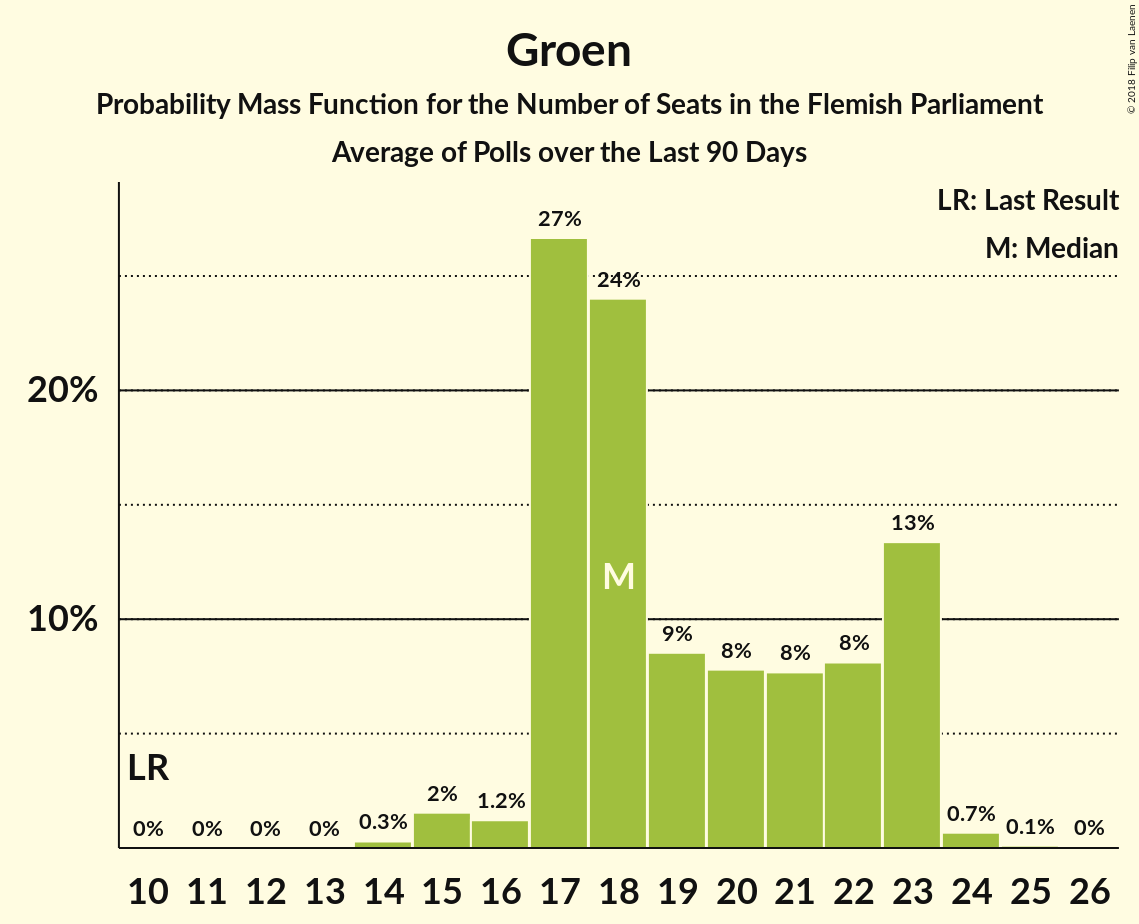 Groen
Probability Mass Function for the Number of Seats in the Flemish Parliament
Average of Polls over the Last 90 Days
© 2018 Filip van Laenen
LR: Last Result
M: Median
27%
24%
20%
13%
M
10%
9%
8%
8%
8%
LR
0%
0%
0%
0%
0.3%
2%
1.2%
0.7%
0.1%
0%
10 11 12 13 14 15 16 17 18 19 20 21 22 23 24 25 26